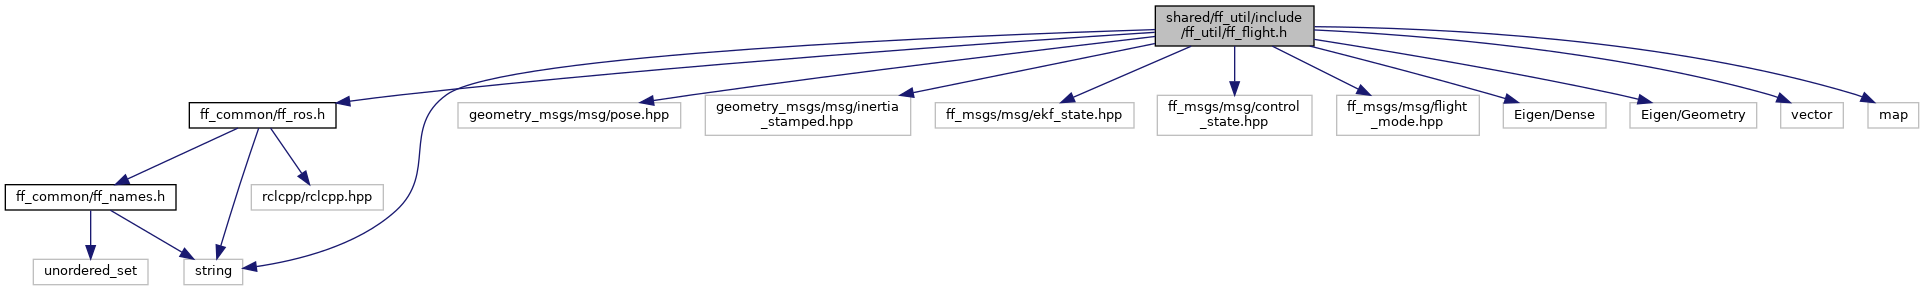 shared/ff_util/include
/ff_util/ff_flight.h
ff_common/ff_ros.h
geometry_msgs/msg/pose.hpp
geometry_msgs/msg/inertia
_stamped.hpp
ff_msgs/msg/ekf_state.hpp
ff_msgs/msg/control
_state.hpp
ff_msgs/msg/flight
_mode.hpp
Eigen/Dense
Eigen/Geometry
vector
map
ff_common/ff_names.h
rclcpp/rclcpp.hpp
unordered_set
string